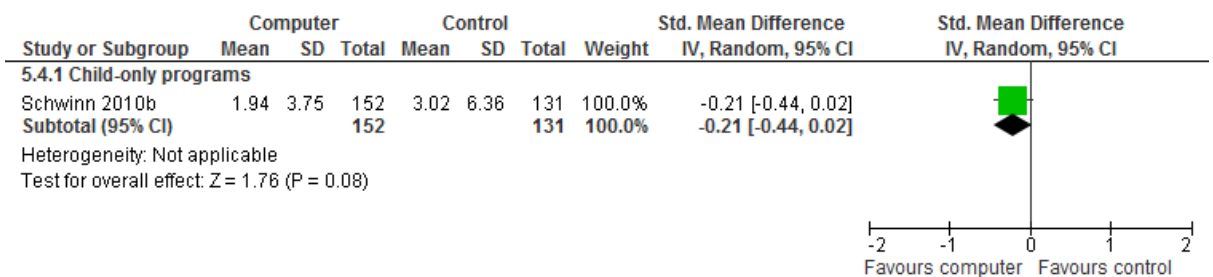 Computer Control Std. Mean Difference Std. Mean Difference
Study or Subgroup Mean SD Total Mean SD Total Weight IV, Random, 95% CI IV, Random, 95% CI
5.4.1 Child-only programs
Schwinn 2010b 1.94 3.75 152 3.02 6.36 131 100.0% -0.21 [-0.44, 0.02]
Subtotal (95% CI) 152 131 100.0% -0.21 [-0.44, 0.02]
Heterogeneity: Not applicable
Test for overall effect: Z = 1.76 (P = 0.08)
-2 -1 0 1 2
Favours computer Favours control